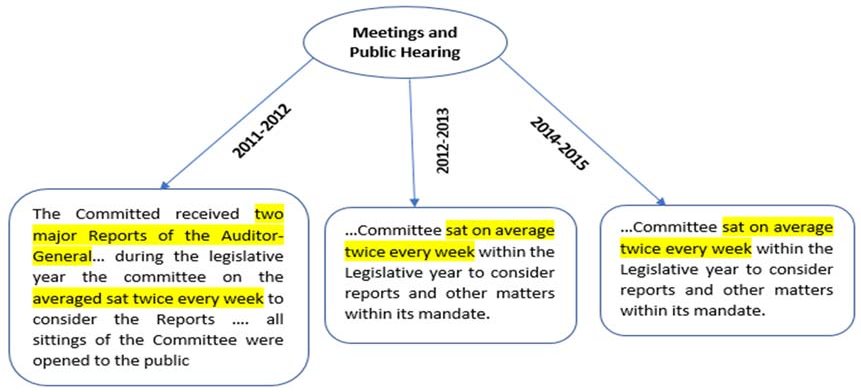 Meetings and
Public Hearing
2011-2012
2012-2013
2014-2015
The Committed received two
major Reports of the Auditor-
General... during the legislative
year the committee on the
averaged sat twice every week to
consider the Reports .... all
sittings of the Committee were
opened to the public
...Committee sat on average
twice every week within the
Legislative year to consider
reports and other matters
within its mandate.
...Committee sat on average
twice every week within the
Legislative year to consider
reports and other matters
within its mandate.